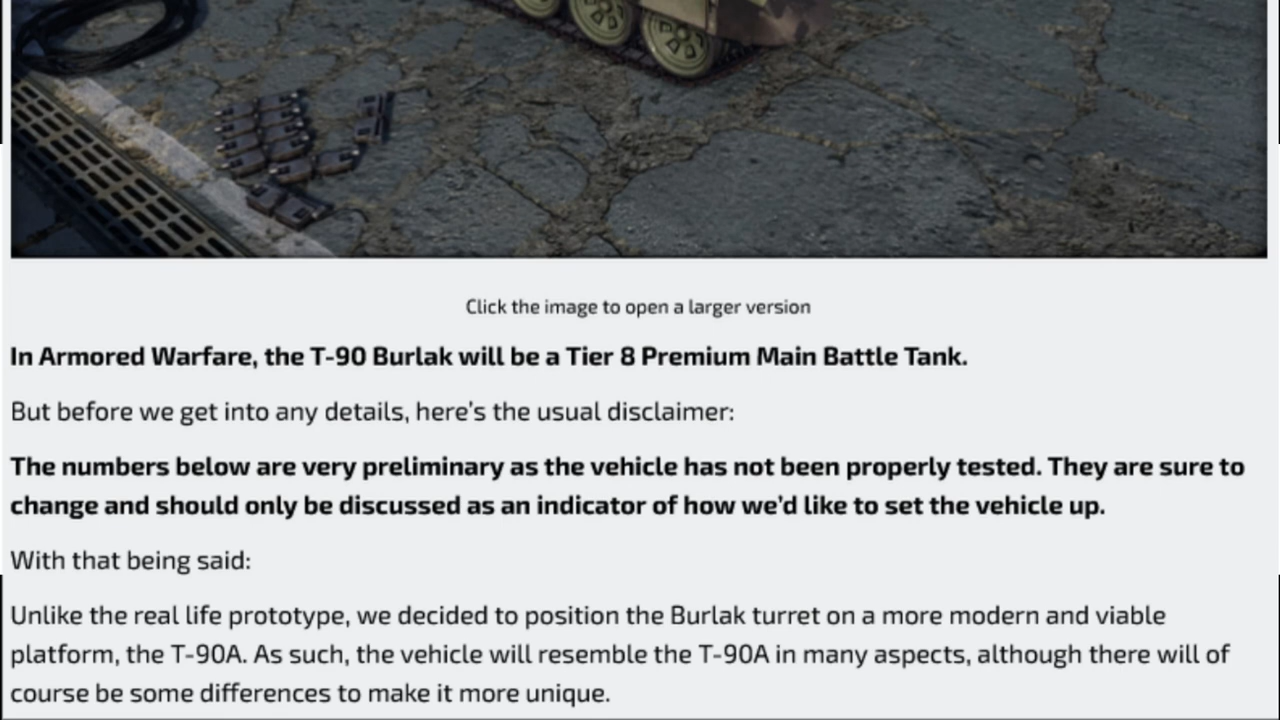 Click the image to open a larger version
In Armored Warfare, the T-90 Burlak will be a Tier 8 Premium Main Battle Tank.
But before we get into any details, here’s the usual disclaimer:
The numbers below are very preliminary as the vehicle has not been properly tested. They are sure to
change and should only be discussed as an indicator of how we’d like to set the vehicle up.
With that being said:
Unlike the real life prototype, we decided to position the Burlak turret on a more modern and viable
platform, the T-90A. As such, the vehicle will resemble the T-90A in many aspects, although there will of
course be some differences to make it more unique.